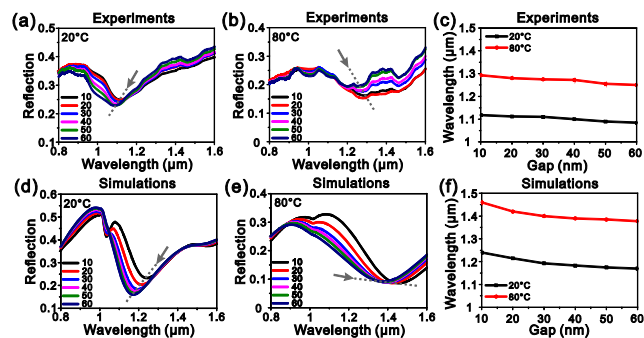 Experiments
(a)
20°C
Reflection
0.5
0.4
0.3
0.2
0.1
10
20
30
40
50
60
0.8 1.0 1.2 1.4 1.6
Wavelength (μm)
Experiments
(b)
80°C
Reflection
0.5
0.4
0.3
0.2
0.1
10
20
30
40
50
60
0.8 1.0 1.2 1.4 1.6
Wavelength (μm)
Experiments
(c)
20°C
80°C
Wavelength (μm)
1.5
1.4
1.3
1.2
1.1
1
10 20 30 40 50 60
Gap (nm)
Simulations
(d)
20°C
Reflection
0.6
0.5
0.4
0.3
0.2
0.1
10
20
30
40
50
60
0.8 1.0 1.2 1.4 1.6
Wavelength (μm)
Simulations
(e)
80°C
Reflection
0.4
0.3
0.2
0.1
0
10
20
30
40
50
60
0.8 1.0 1.2 1.4 1.6
Wavelength (μm)
Simulations
(f)
20°C
80°C
Wavelength (μm)
1.5
1.4
1.3
1.2
1.1
1
10 20 30 40 50 60
Gap (nm)